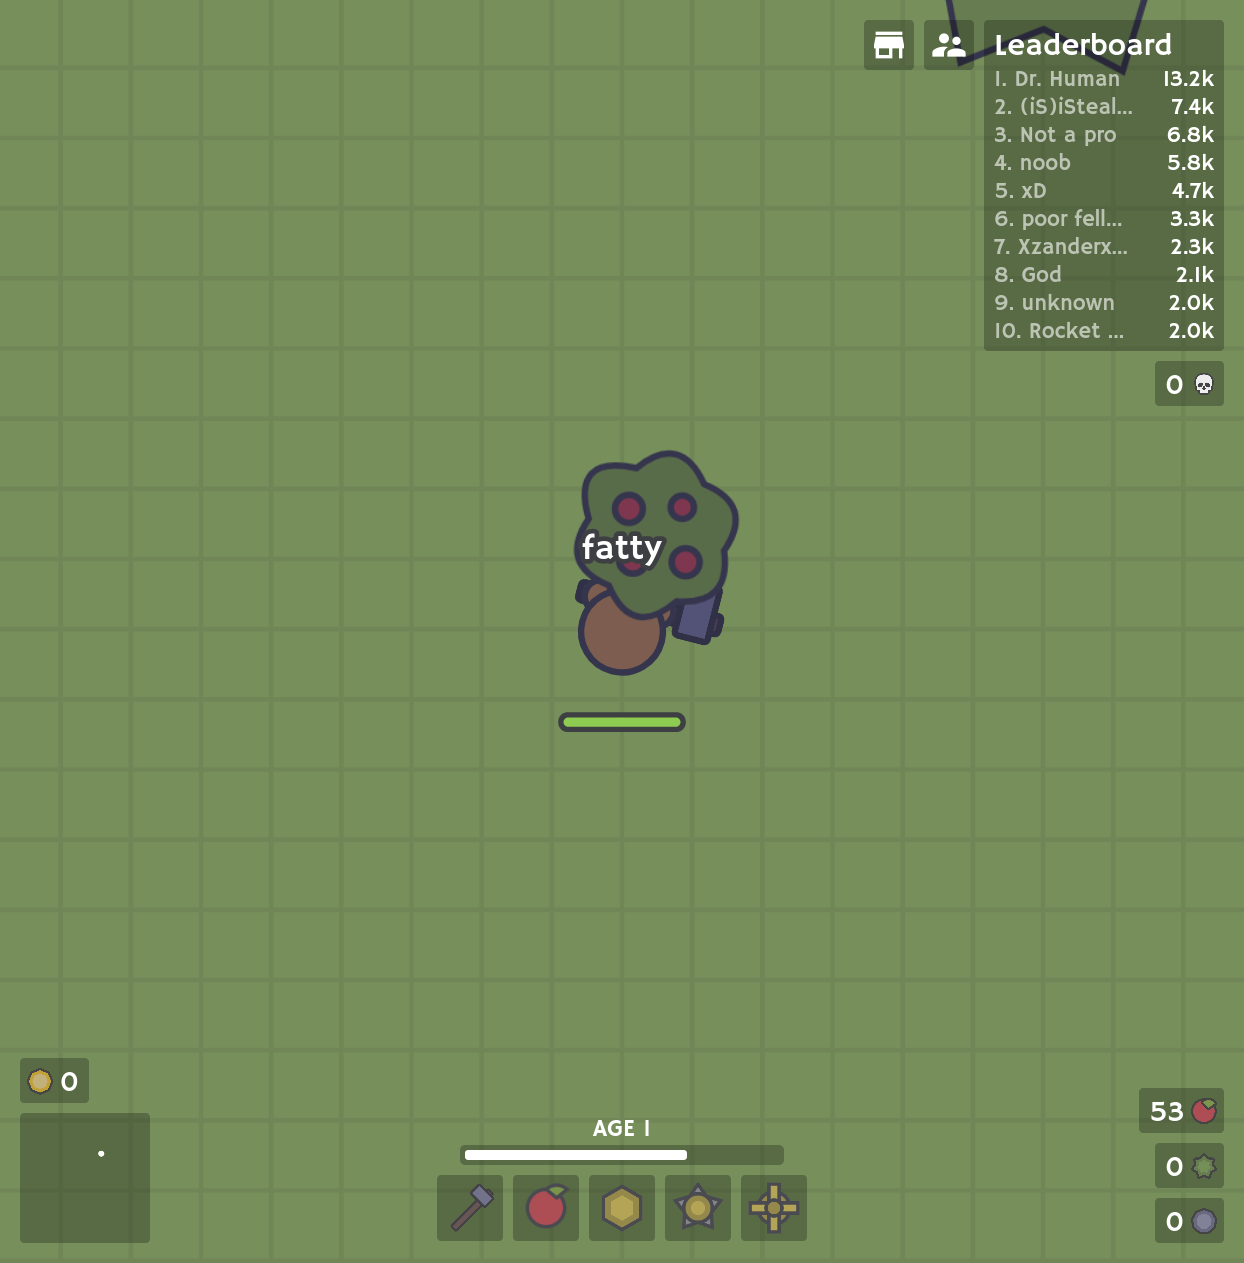 Leaderboard
1. Dr. Human 13.2k
2. (iS)iSteal... 7.4k
3. Not a pro 6.8k
4. noob 5.8k
5. xD 4.7k
6. poor fell... 3.3k
7. Xzanderx... 2.3k
8. God 2.1k
9. unknown 2.0k
10. Rocket ... 2.0k
0
fatty
0
53
AGE 1
0
0